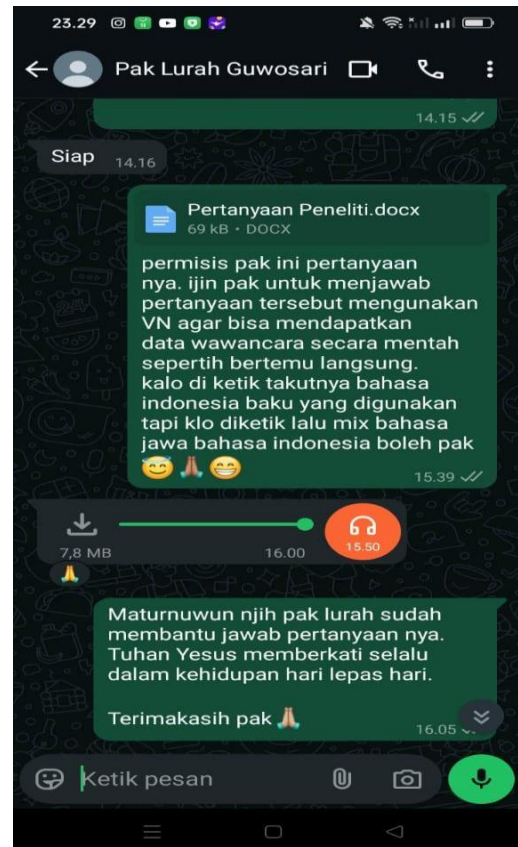 23.29
Pak Lurah Guwosari
14.15
Siap 14.16
Pertanyaan Peneliti.docx
69 kB • DOCX
permisis pak ini pertanyaan
nya. ijin pak untuk menjawab
pertanyaan tersebut mengunakan
VN agar bisa mendapatkan
data wawancara secara mentah
sepertih bertemu langsung.
kalo di ketik takutnya bahasa
indonesia baku yang digunakan
tapi klo diketik lalu mix bahasa
jawa bahasa indonesia boleh pak
15.39
15.50
7,8 MB 16.00
Maturnuwun njih pak lurah sudah
membantu jawab pertanyaan nya.
Tuhan Yesus memberkati selalu
dalam kehidupan hari lepas hari.
Terimakasih pak
16.05
Ketik pesan